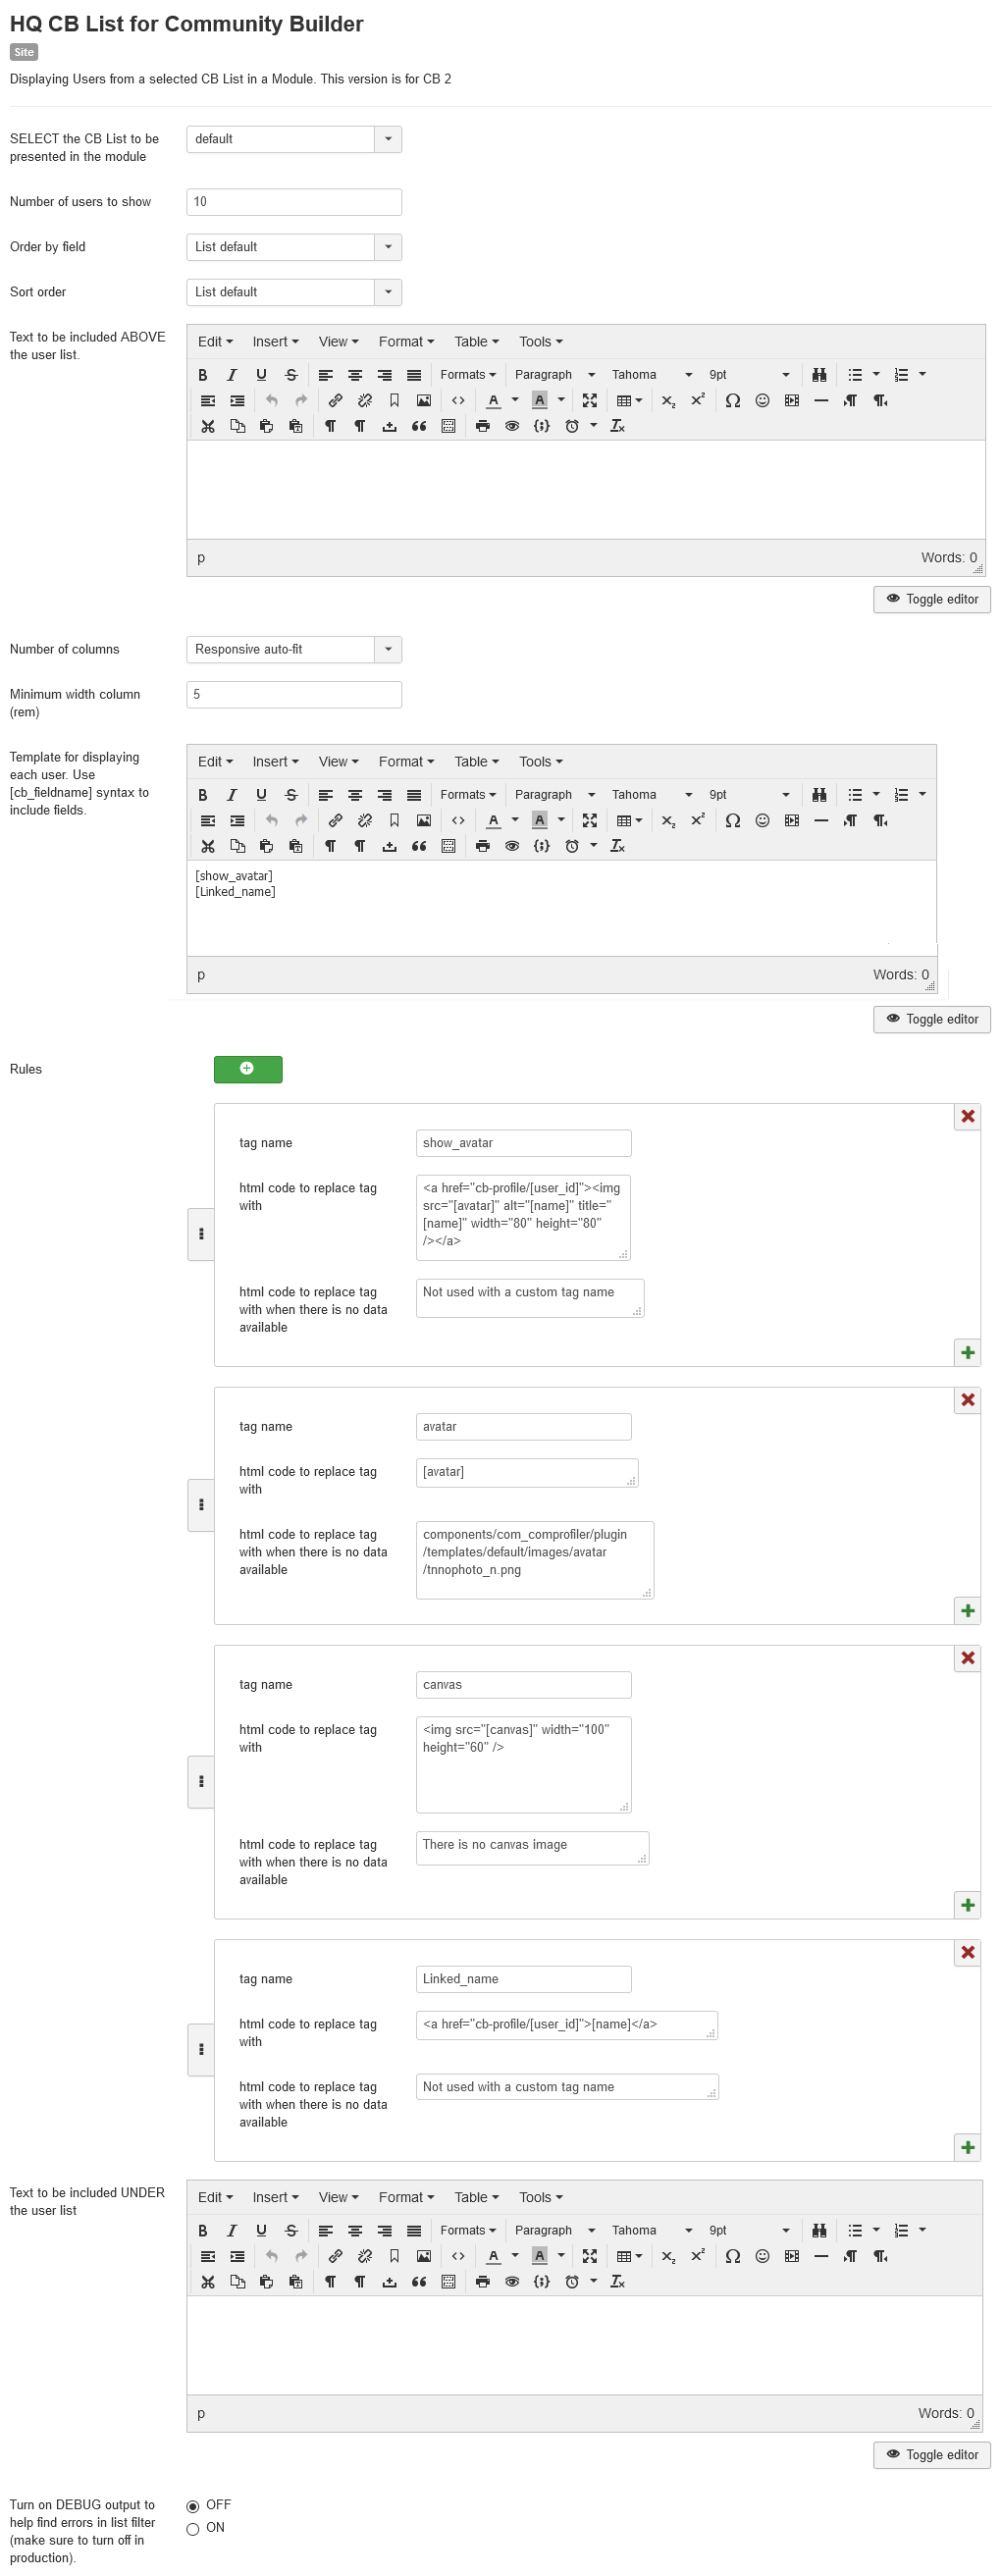 HQ CB List for Community Builder
Site
Displaying Users from a selected CB List in a Module. This version is for CB 2
SELECT the CB List to be
presented in the module
default
Number of users to show
10
Order by field
List default
Sort order
List default
Text to be included ABOVE
the user list.
Edit Insert View Format Table Tools
B I U S Formats Paragraph Tahoma 9pt
p
Words: 0
Toggle editor
Number of columns
Responsive auto-fit
Minimum width column
(rem)
5
Template for displaying
each user. Use
[cb_fieldname] syntax to
include fields.
Edit Insert View Format Table Tools
B I U S Formats Paragraph Tahoma 9pt
[show_avatar]
[Linked_name]
p
Words: 0
Toggle editor
Rules
tag name
show_avatar
html code to replace tag
with
<a href="cb-profile/[user_id]"><img
src="[avatar]" alt="[name]" title="
[name]" width="80" height="80"
/></a>
html code to replace tag
with when there is no data
available
Not used with a custom tag name
tag name
avatar
html code to replace tag
with
[avatar]
html code to replace tag
with when there is no data
available
components/com_comprofiler/plugin
/templates/default/images/avatar
/tnnophoto_n.png
tag name
canvas
html code to replace tag
with
<img src="[canvas]" width="100"
height="60" />
html code to replace tag
with when there is no data
available
There is no canvas image
tag name
Linked_name
html code to replace tag
with
<a href="cb-profile/[user_id]">[name]</a>
html code to replace tag
with when there is no data
available
Not used with a custom tag name
Text to be included UNDER
the user list
Edit Insert View Format Table Tools
B I U S Formats Paragraph Tahoma 9pt
p
Words: 0
Toggle editor
Turn on DEBUG output to
help find errors in list filter
(make sure to turn off in
production).
OFF
ON